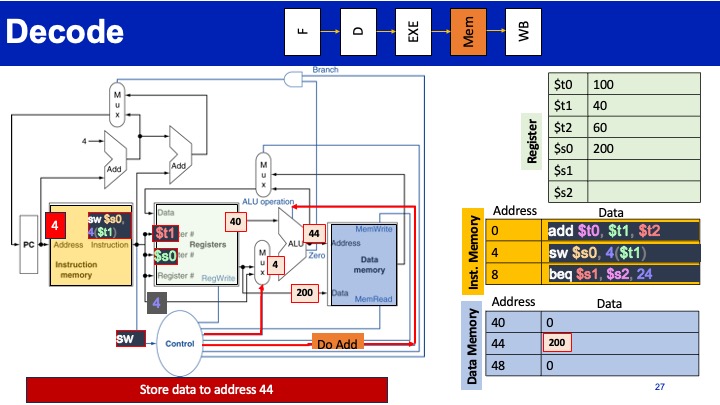 Decode
F
D
EXE
Mem
WB
Branch
M
u
x
4
Add
Add
M
u
x
ALU operation
PC
4
sw $s0,
4($t1)
Address
Instruction
Instruction
memory
Data
$t1
er #
$s0
er #
Registers
Register #
RegWrite
40
M
u
x
4
ALU
44
Zero
MemWrite
Address
Data
memory
200
Data
MemRead
4
sw
Control
Do Add
Store data to address 44
Register
$t0 100
$t1 40
$t2 60
$s0 200
$s1
$s2
Inst. Memory
Address Data
0 add $t0, $t1, $t2
4 sw $s0, 4($t1)
8 beq $s1, $s2, 24
Data Memory
Address Data
40 0
44 200
48 0
27